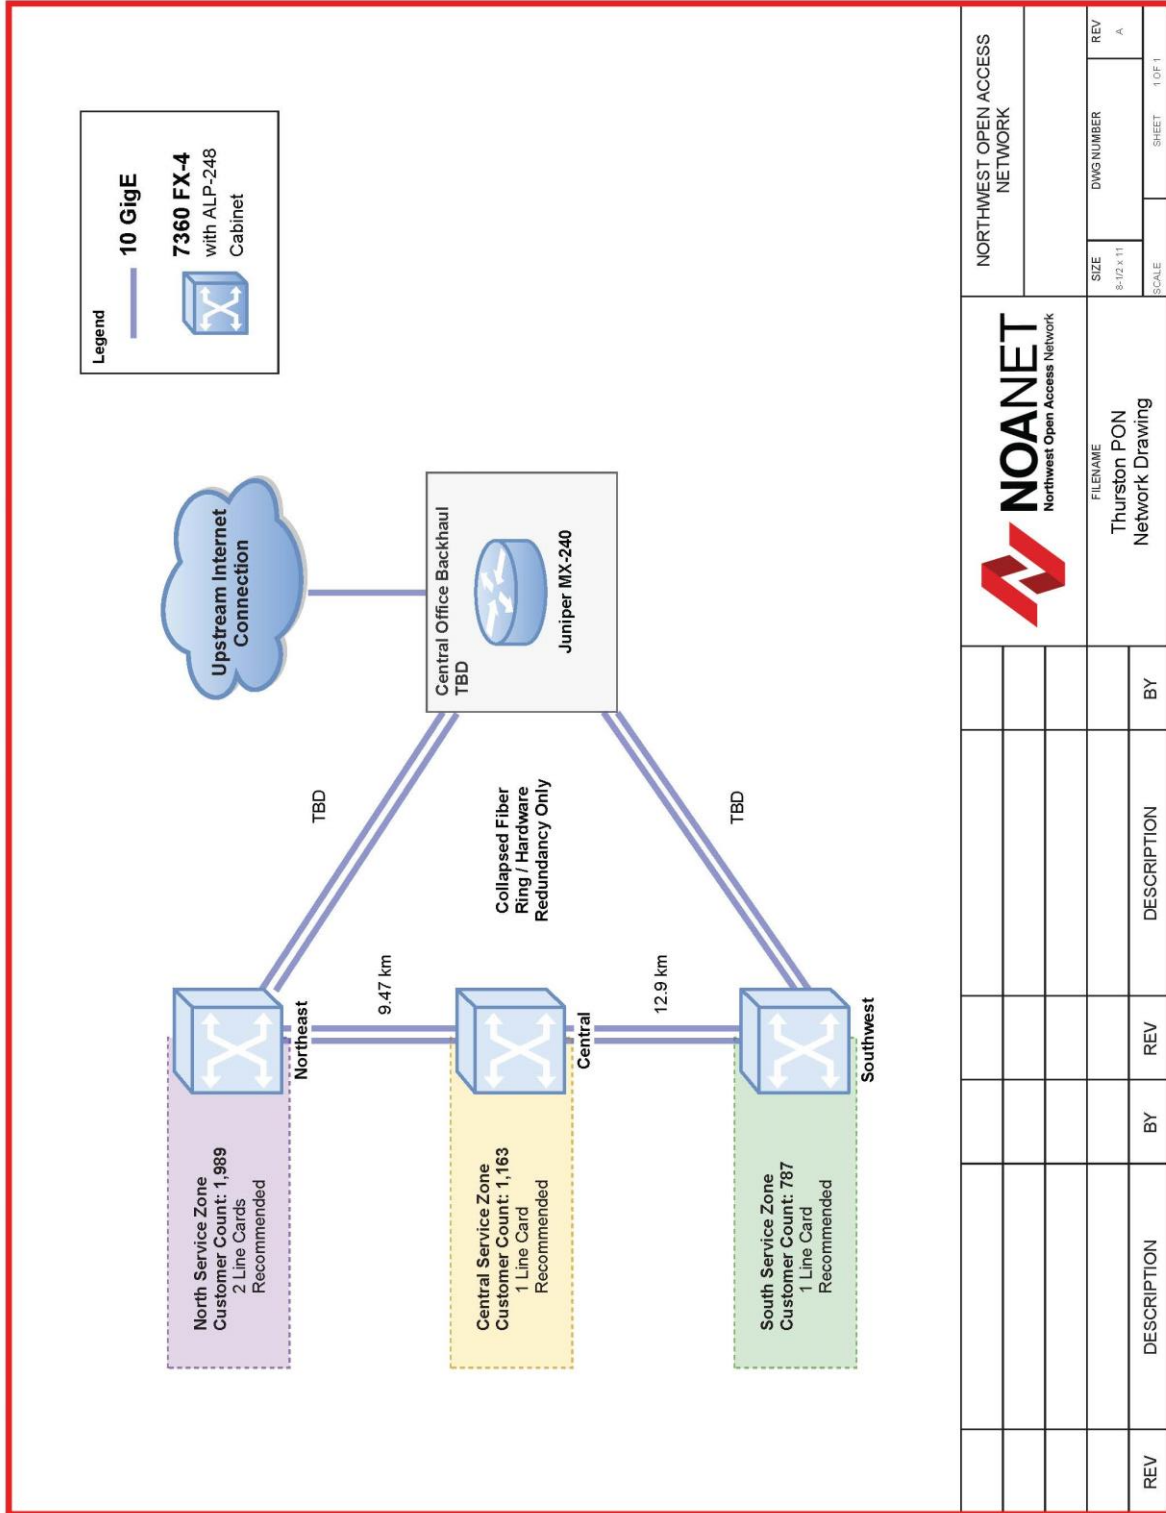 Legend
10 GigE
7360 FX-4
with ALP-248
Cabinet
Upstream Internet
Connection
Central Office Backhaul
TBD
Juniper MX-240
TBD
Collapsed Fiber
Ring / Hardware
Redundancy Only
TBD
9.47 km
12.9 km
Northeast
Central
Southwest
North Service Zone
Customer Count: 1,989
2 Line Cards
Recommended
Central Service Zone
Customer Count: 1,163
1 Line Card
Recommended
South Service Zone
Customer Count: 787
1 Line Card
Recommended
REV
DESCRIPTION
BY
REV
DESCRIPTION
BY
NOANET
Northwest Open Access Network
FILENAME
Thurston PON
Network Drawing
NORTHWEST OPEN ACCESS
NETWORK
SIZE
8-1/2 x 11
DWG NUMBER
REV
A
SCALE
SHEET
1 OF 1